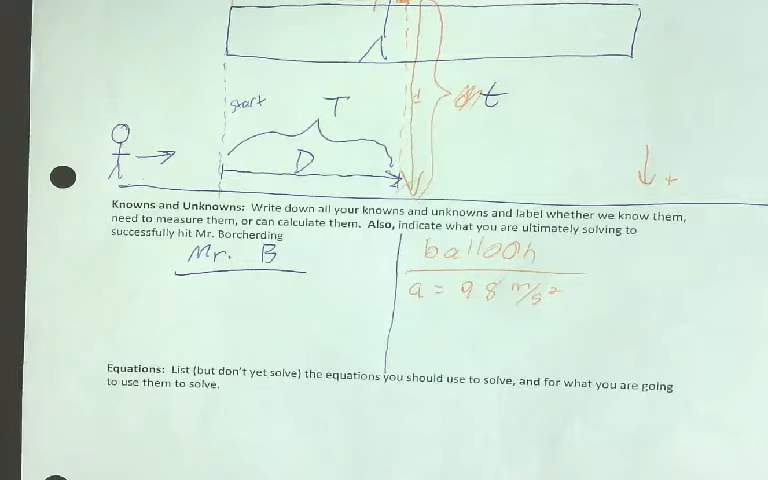 start
T
D
d
t
+
Knowns and Unknowns: Write down all your knowns and unknowns and label whether we know them,
need to measure them, or can calculate them. Also, indicate what you are ultimately solving to
successfully hit Mr. Borcherding
Mr. B
balloon
a = 9.8 m/s²
Equations: List (but don't yet solve) the equations you should use to solve, and for what you are going
to use them to solve.